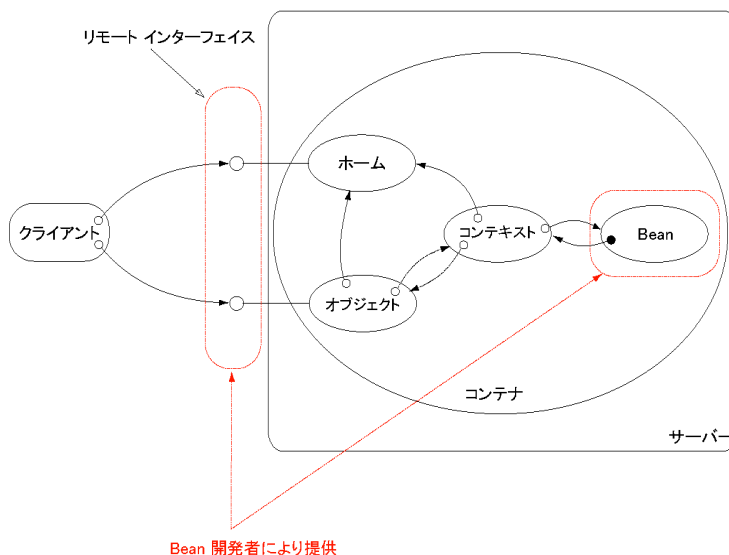 リモート インターフェイス
ホーム
クライアント
コンテキスト
Bean
オブジェクト
コンテナ
サーバー
Bean 開発者により提供